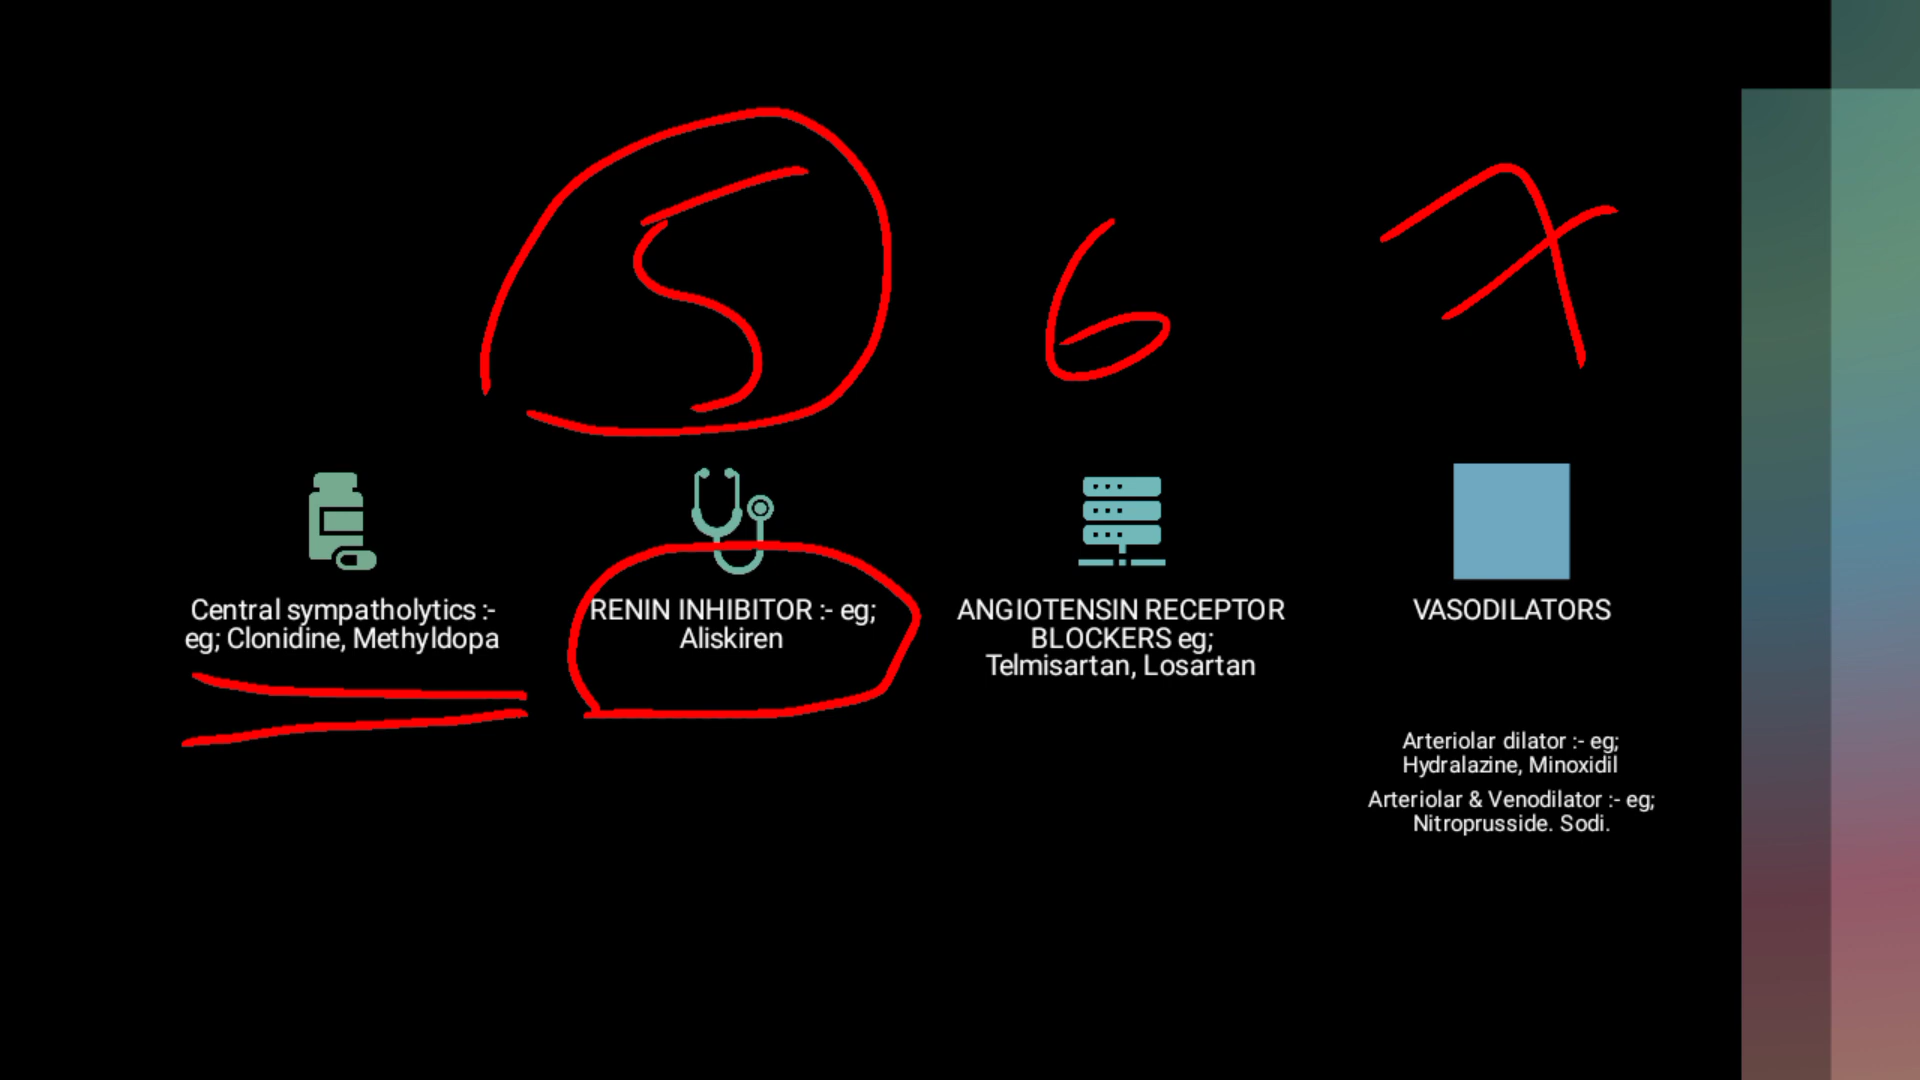 5
6
7
Central sympatholytics :-
eg; Clonidine, Methyldopa
RENIN INHIBITOR :- eg;
Aliskiren
ANGIOTENSIN RECEPTOR
BLOCKERS eg;
Telmisartan, Losartan
VASODILATORS
Arteriolar dilator :- eg;
Hydralazine, Minoxidil
Arteriolar & Venodilator :- eg;
Nitroprusside. Sodi.